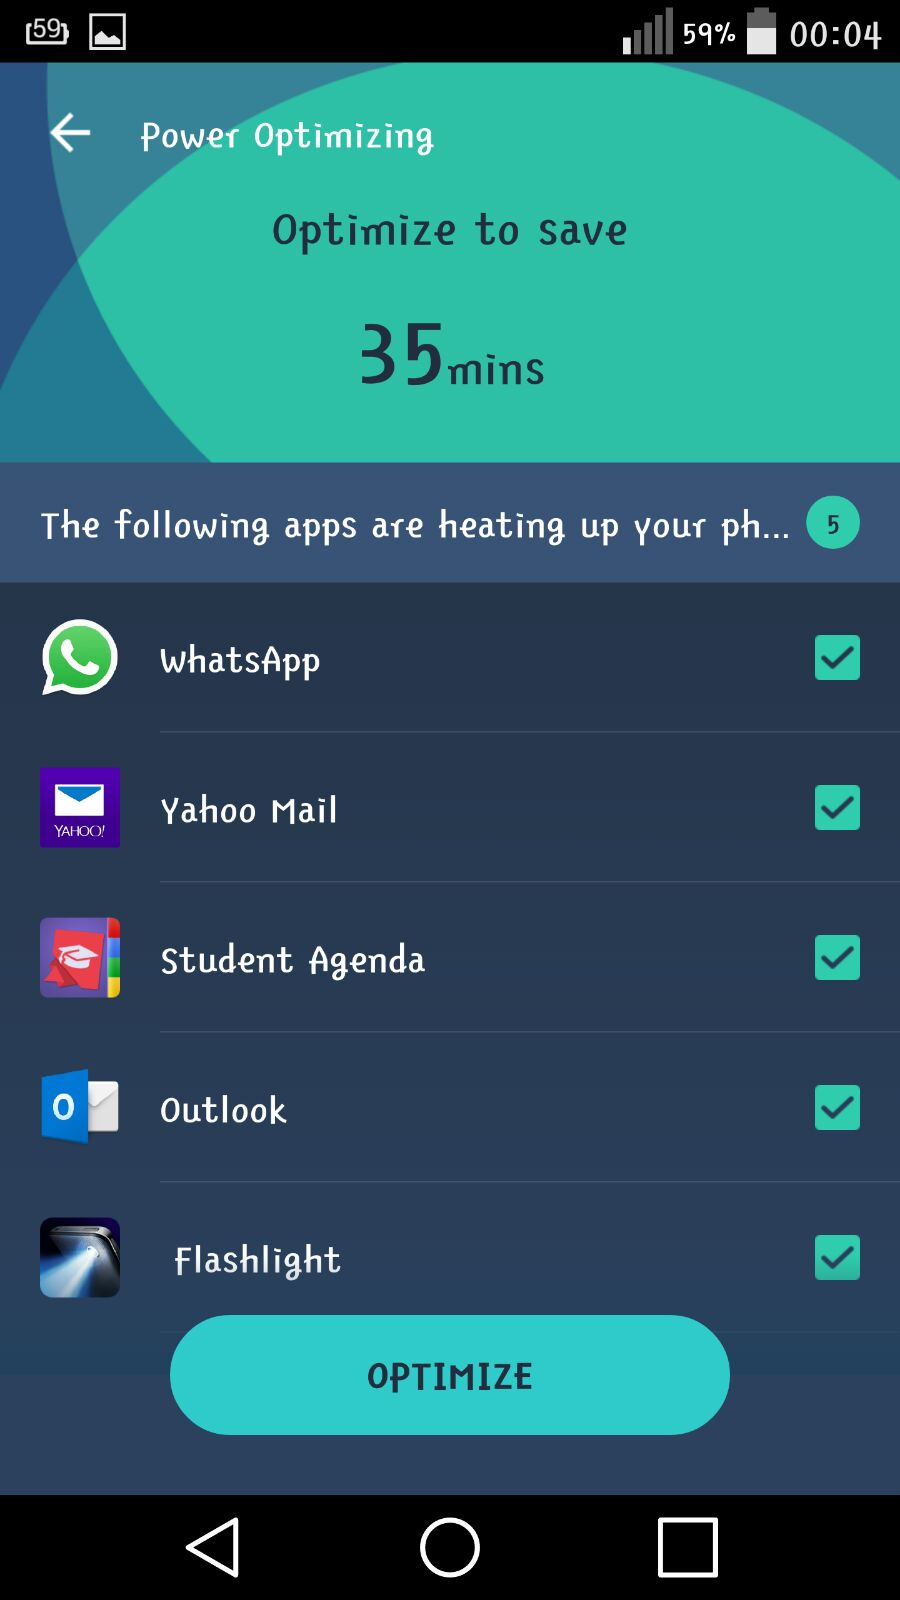 59
59% 00:04
Power Optimizing
Optimize to save
35mins
The following apps are heating up your ph... 5
WhatsApp
Yahoo Mail
YAHOO!
Student Agenda
Outlook
Flashlight
OPTIMIZE